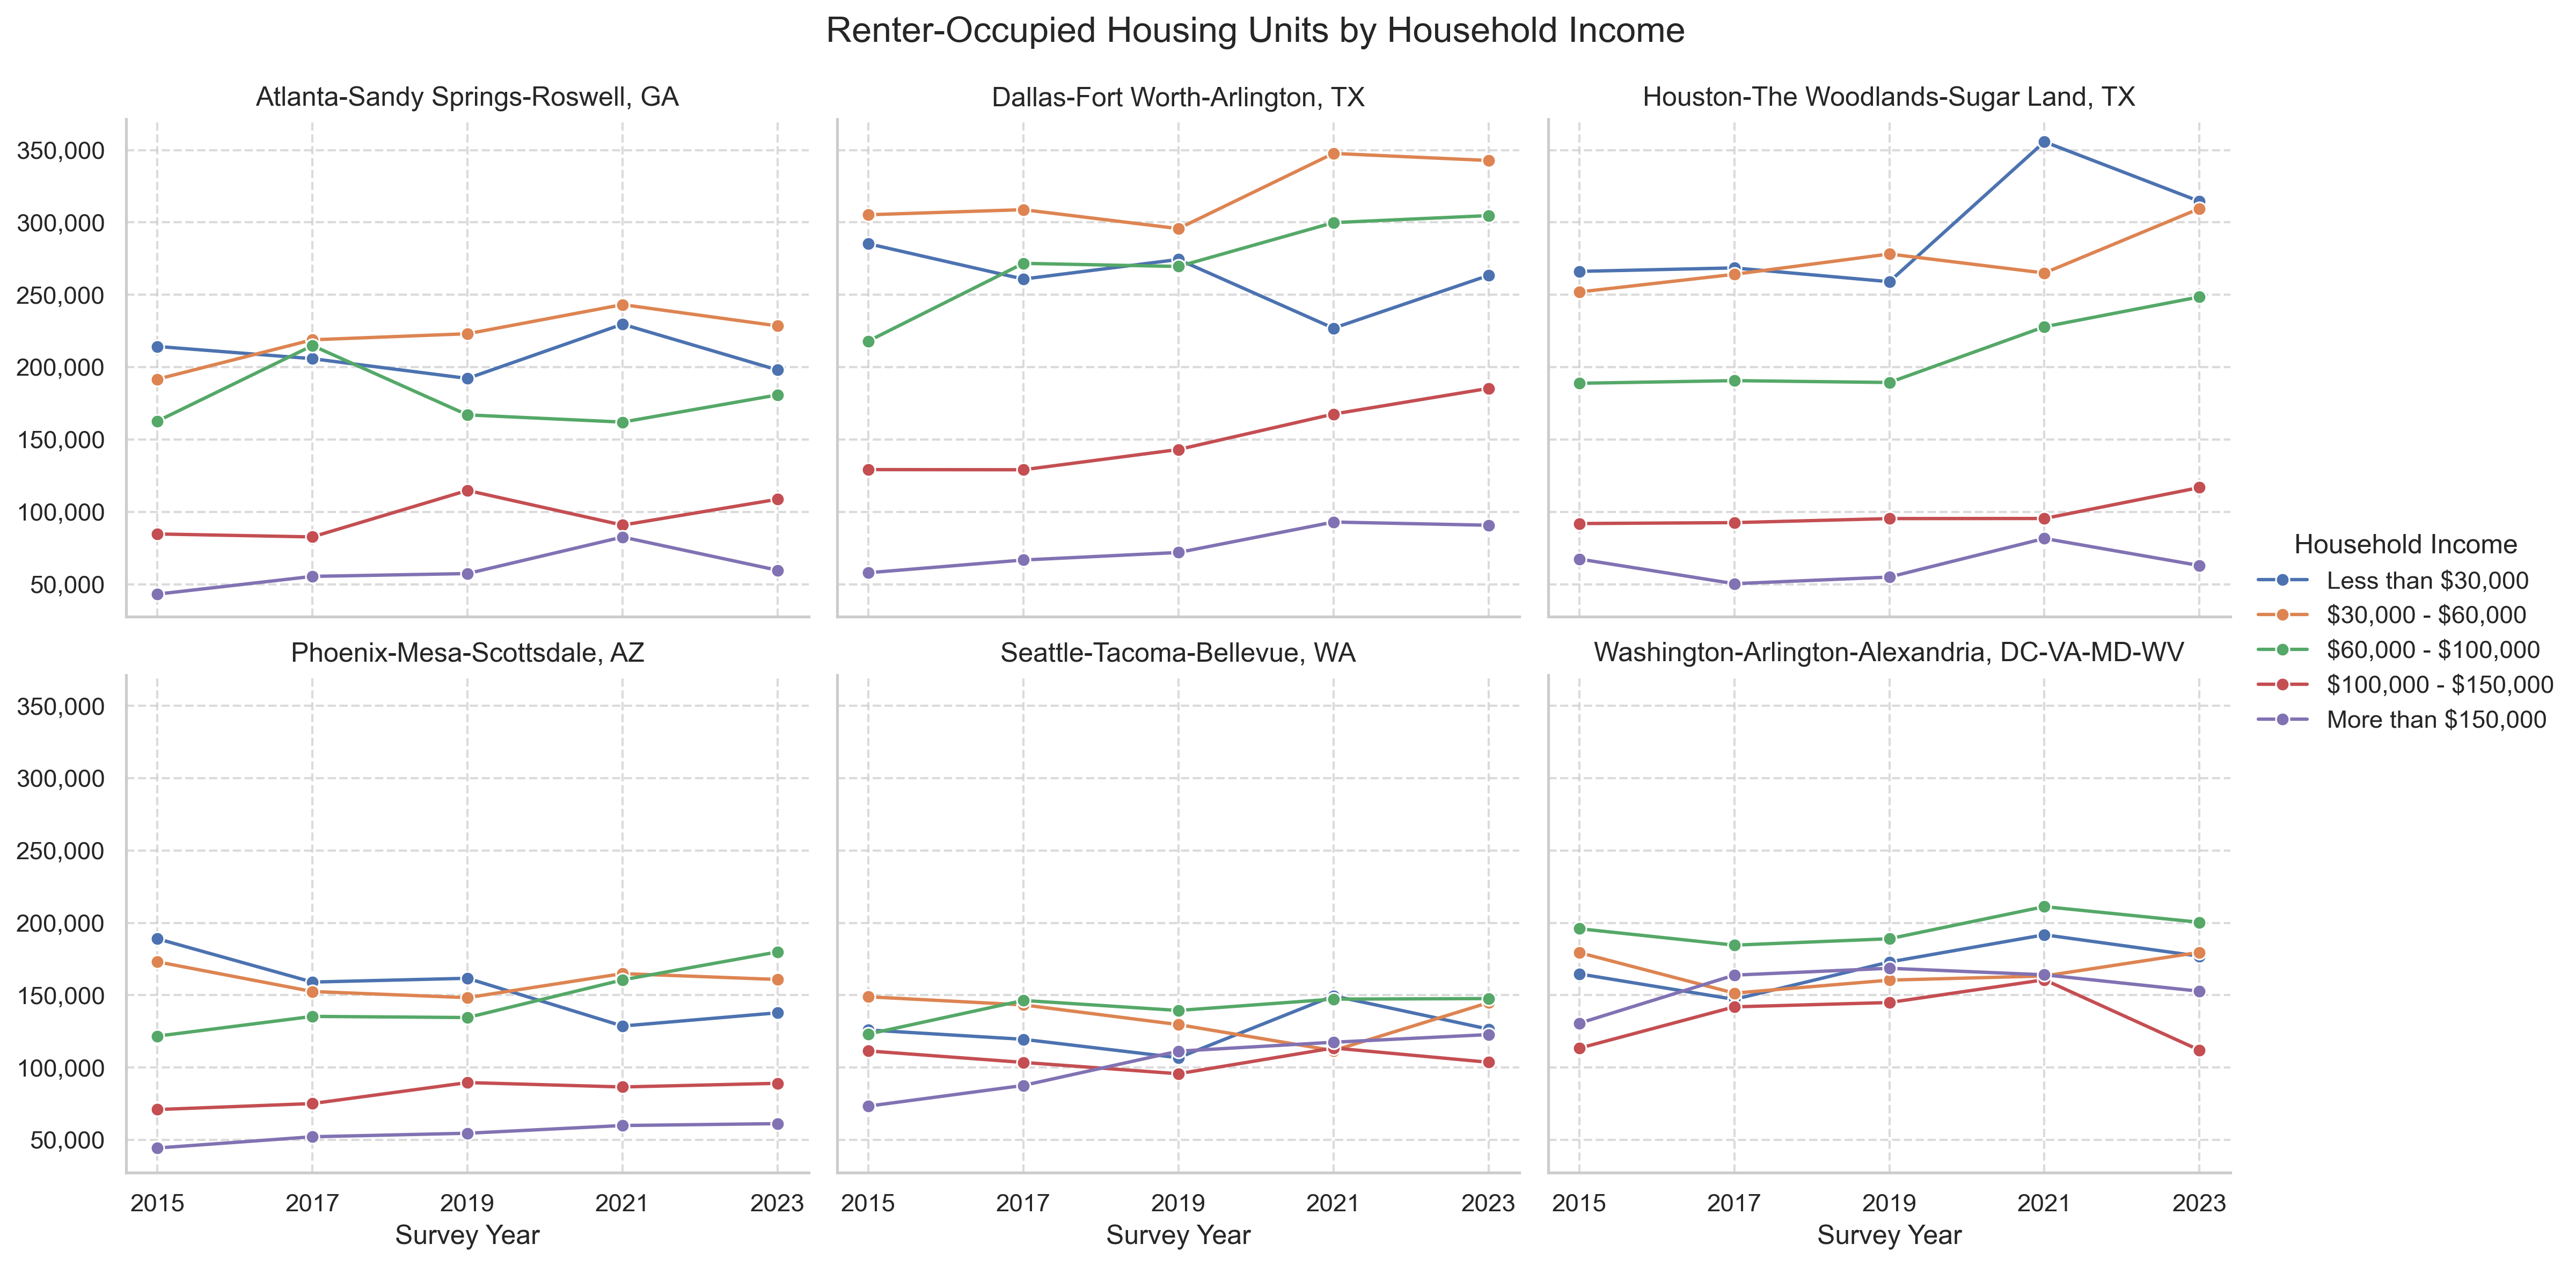 Renter-Occupied Housing Units by Household Income
Atlanta-Sandy Springs-Roswell, GA
Dallas-Fort Worth-Arlington, TX
Houston-The Woodlands-Sugar Land, TX
350,000
300,000
250,000
200,000
150,000
100,000
50,000
Household Income
Less than $30,000
$30,000 - $60,000
$60,000 - $100,000
$100,000 - $150,000
More than $150,000
Phoenix-Mesa-Scottsdale, AZ
Seattle-Tacoma-Bellevue, WA
Washington-Arlington-Alexandria, DC-VA-MD-WV
350,000
300,000
250,000
200,000
150,000
100,000
50,000
2015 2017 2019 2021 2023
Survey Year
2015 2017 2019 2021 2023
Survey Year
2015 2017 2019 2021 2023
Survey Year